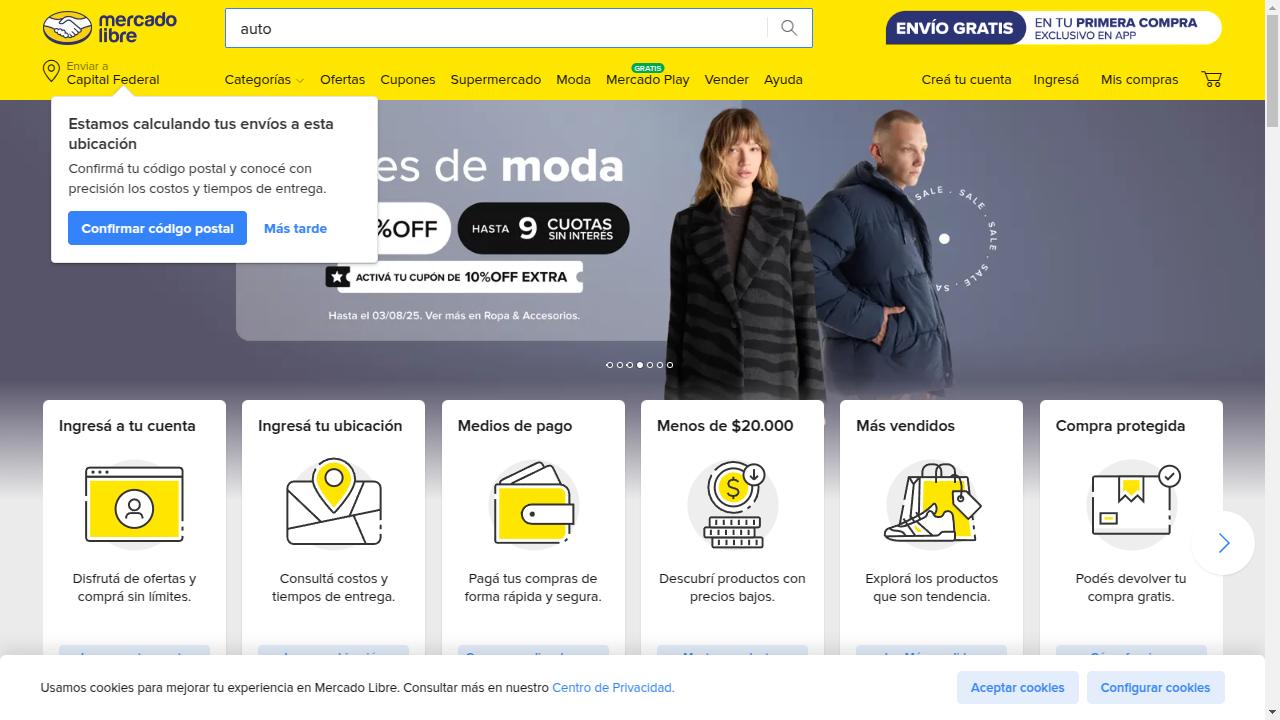 mercado
libre
auto
ENVÍO GRATIS
EN TU PRIMERA COMPRA
EXCLUSIVO EN APP
Enviar a
Capital Federal
Categorías
Ofertas
Cupones
Supermercado
Moda
GRATIS
Mercado Play
Vender
Ayuda
Creá tu cuenta
Ingresá
Mis compras
Estamos calculando tus envíos a esta
ubicación
Confirmá tu código postal y conocé con
precisión los costos y tiempos de entrega.
Confirmar código postal
Más tarde
es de moda
%OFF
HASTA 9 CUOTAS
SIN INTERÉS
ACTIVÁ TU CUPÓN DE 10%OFF EXTRA
Hasta el 03/08/25. Ver más en Ropa & Accesorios.
SALE · SALE · SALE · SALE · SA
Ingresá a tu cuenta
Disfrutá de ofertas y
comprá sin límites.
Ingresá tu ubicación
Consultá costos y
tiempos de entrega.
Medios de pago
Pagá tus compras de
forma rápida y segura.
Menos de $20.000
Descubrí productos con
precios bajos.
Más vendidos
Explorá los productos
que son tendencia.
Compra protegida
Podés devolver tu
compra gratis.
Usamos cookies para mejorar tu experiencia en Mercado Libre. Consultar más en nuestro Centro de Privacidad.
Aceptar cookies
Configurar cookies